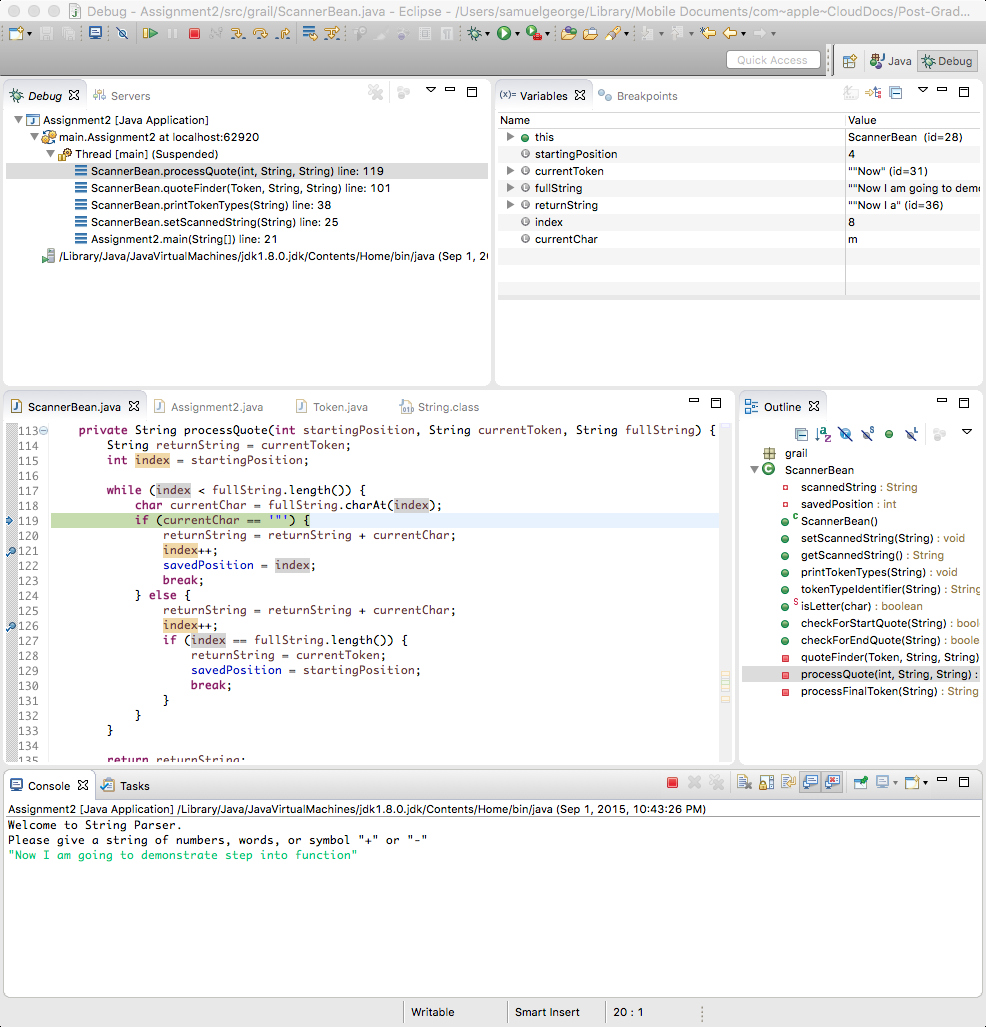 Debug - Assignment2/src/grail/ScannerBean.java - Eclipse - /Users/samuelgeorge/Library/Mobile Documents/com~apple~CloudDocs/Post-Grad...
Quick Access
Java
Debug
Debug
Servers
Assignment2 [Java Application]
main.Assignment2 at localhost:62920
Thread [main] (Suspended)
ScannerBean.processQuote(int, String, String) line: 119
ScannerBean.quoteFinder(Token, String, String) line: 101
ScannerBean.printTokenTypes(String) line: 38
ScannerBean.setScannedString(String) line: 25
Assignment2.main(String[]) line: 21
/Library/Java/JavaVirtualMachines/jdk1.8.0.jdk/Contents/Home/bin/java (Sep 1, 20
(x)= Variables
Breakpoints
Name Value
this ScannerBean (id=28)
startingPosition 4
currentToken ""Now" (id=31)
fullString ""Now I am going to demo
returnString ""Now I a" (id=36)
index 8
currentChar m
ScannerBean.java
Assignment2.java
Token.java
String.class
113 private String processQuote(int startingPosition, String currentToken, String fullString) {
114 String returnString = currentToken;
115 int index = startingPosition;
116
117 while (index < fullString.length()) {
118 char currentChar = fullString.charAt(index);
119 if (currentChar == '"') {
120 returnString = returnString + currentChar;
121 index++;
122 savedPosition = index;
123 break;
124 } else {
125 returnString = returnString + currentChar;
126 index++;
127 if (index == fullString.length()) {
128 returnString = currentToken;
129 savedPosition = startingPosition;
130 break;
131 }
132 }
133 }
134
135 return returnString;
Outline
grail
ScannerBean
scannedString : String
savedPosition : int
ScannerBean()
setScannedString(String) : void
getScannedString() : String
printTokenTypes(String) : void
tokenTypeIdentifier(String) : String
isLetter(char) : boolean
checkForStartQuote(String) : bool
checkForEndQuote(String) : boole
quoteFinder(Token, String, String)
processQuote(int, String, String) :
processFinalToken(String) : String
Console
Tasks
Assignment2 [Java Application] /Library/Java/JavaVirtualMachines/jdk1.8.0.jdk/Contents/Home/bin/java (Sep 1, 2015, 10:43:26 PM)
Welcome to String Parser.
Please give a string of numbers, words, or symbol "+" or "-"
"Now I am going to demonstrate step into function"
Writable
Smart Insert
20 : 1